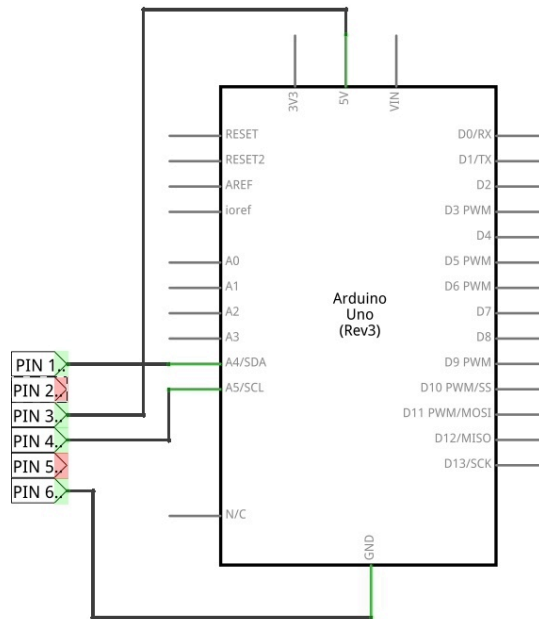 3V3
5V
VIN
RESET
RESET2
AREF
ioref
A0
A1
A2
A3
A4/SDA
A5/SCL
N/C
Arduino
Uno
(Rev3)
D0/RX
D1/TX
D2
D3 PWM
D4
D5 PWM
D6 PWM
D7
D8
D9 PWM
D10 PWM/SS
D11 PWM/MOSI
D12/MISO
D13/SCK
GND
PIN 1..
PIN 2..
PIN 3..
PIN 4..
PIN 5..
PIN 6..